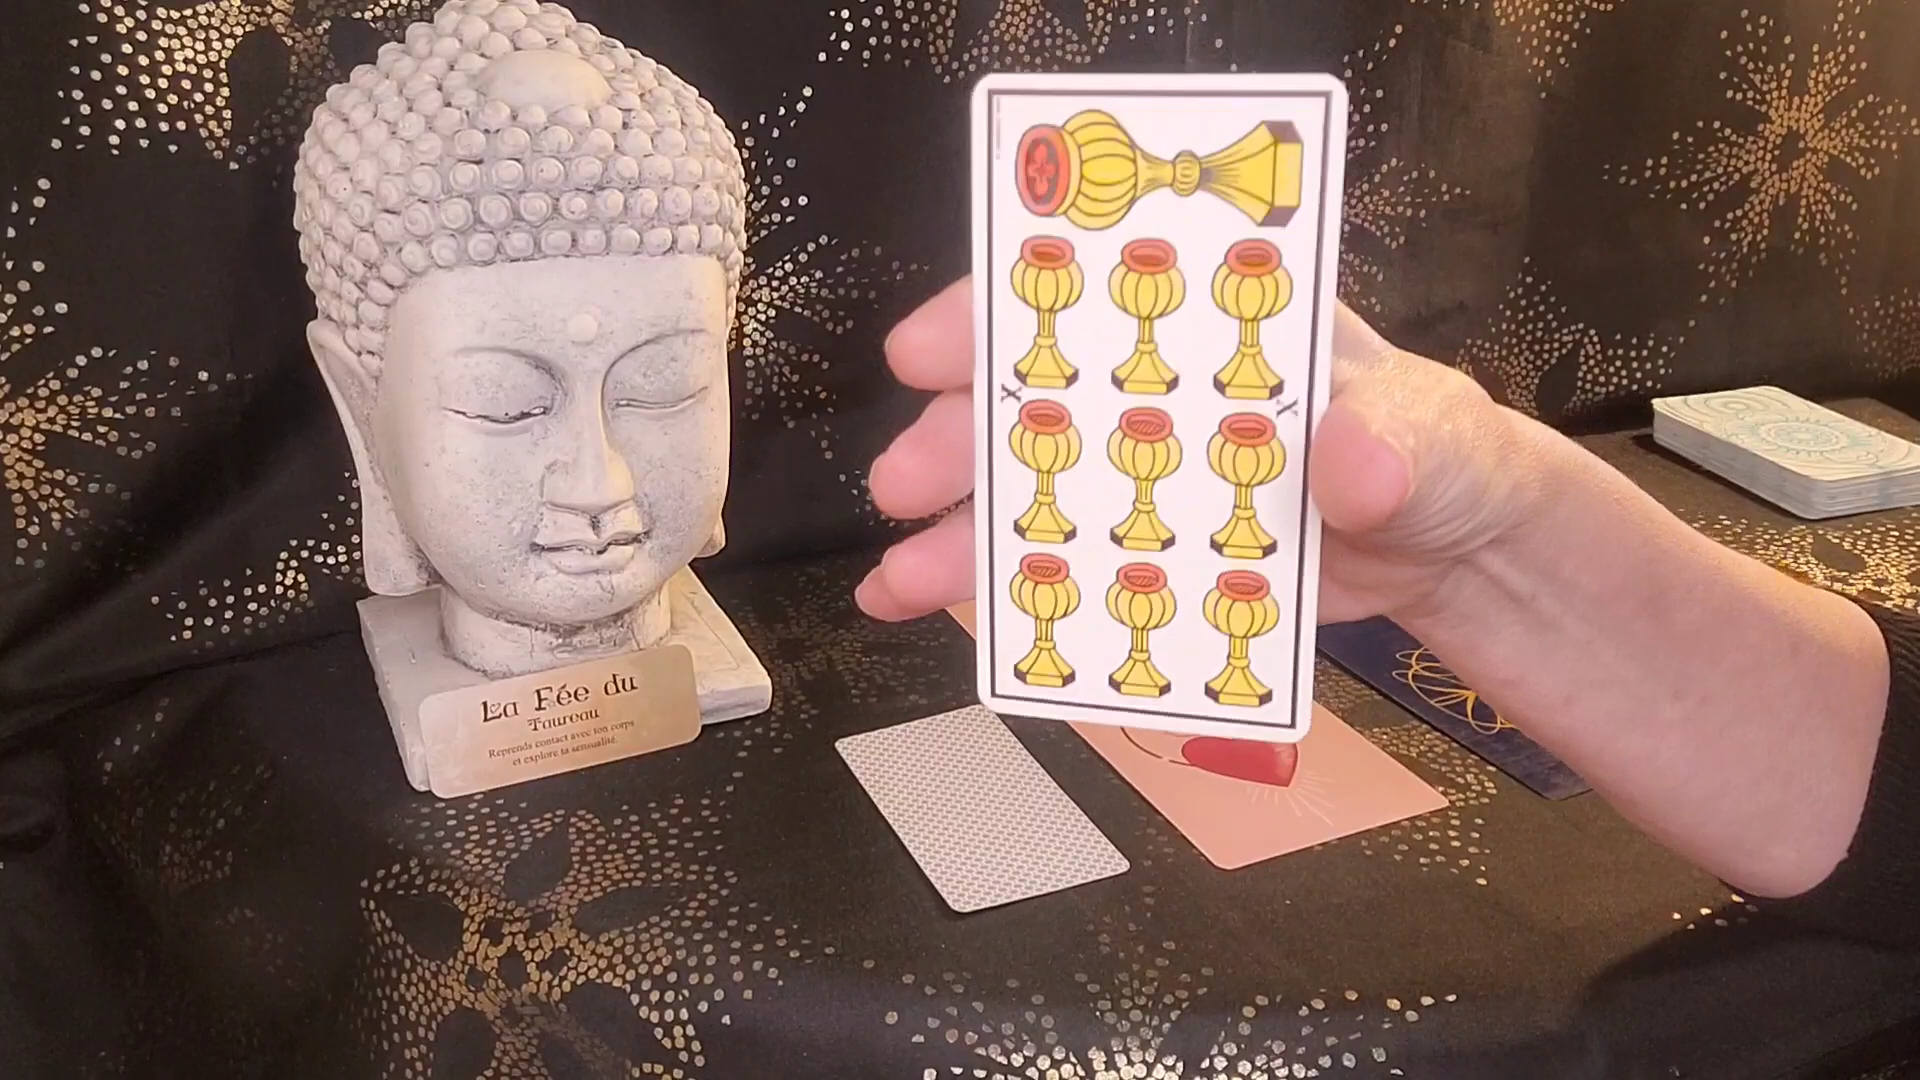 La Fée du
Taureau
Reprends contact avec ton corps
et explore ta sensualité.
X
X